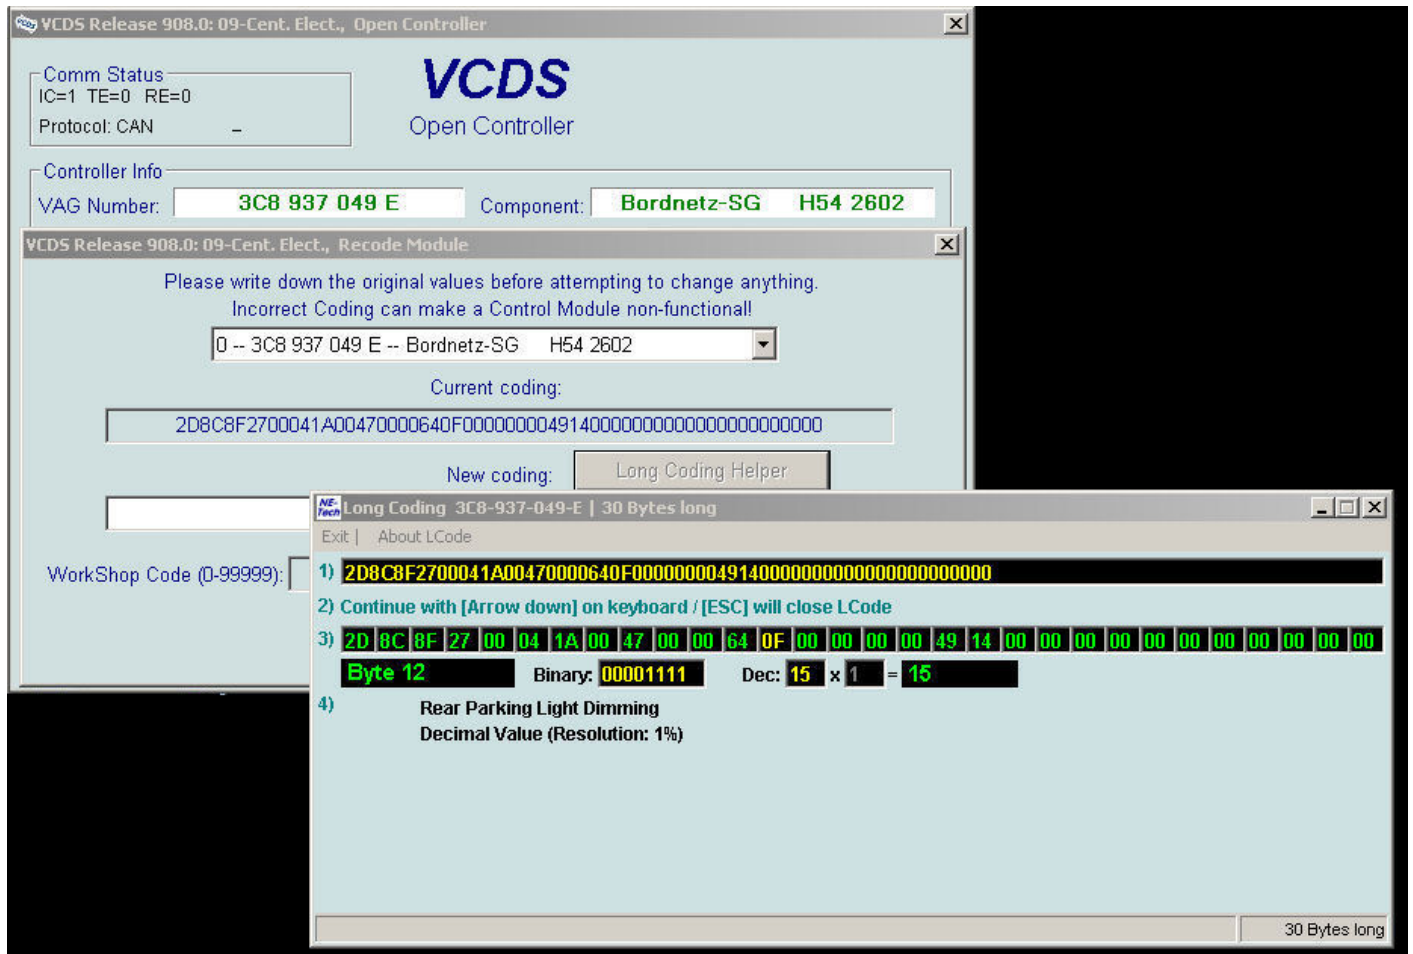 VCDS Release 908.0: 09-Cent. Elect., Open Controller
Comm Status
IC=1 TE=0 RE=0
Protocol: CAN –
VCDS
Open Controller
Controller Info
VAG Number: 3C8 937 049 E Component: Bordnetz-SG H54 2602
VCDS Release 908.0: 09-Cent. Elect., Recode Module
Please write down the original values before attempting to change anything.
Incorrect Coding can make a Control Module non-functional!
0 -- 3C8 937 049 E -- Bordnetz-SG H54 2602
Current coding:
2D8C8F2700041A00470000640F00000000491400000000000000000000
New coding: Long Coding Helper
WorkShop Code (0-99999):
NE-Tech Long Coding 3C8-937-049-E | 30 Bytes long
Exit | About LCode
1) 2D8C8F2700041A00470000640F00000000491400000000000000000000
2) Continue with [Arrow down] on keyboard / [ESC] will close LCode
3) 2D 8C 8F 27 00 04 1A 00 47 00 00 64 0F 00 00 00 00 49 14 00 00 00 00 00 00 00 00 00 00 00
Byte 12 Binary: 00001111 Dec: 15 x 1 = 15
4) Rear Parking Light Dimming
Decimal Value (Resolution: 1%)
30 Bytes long